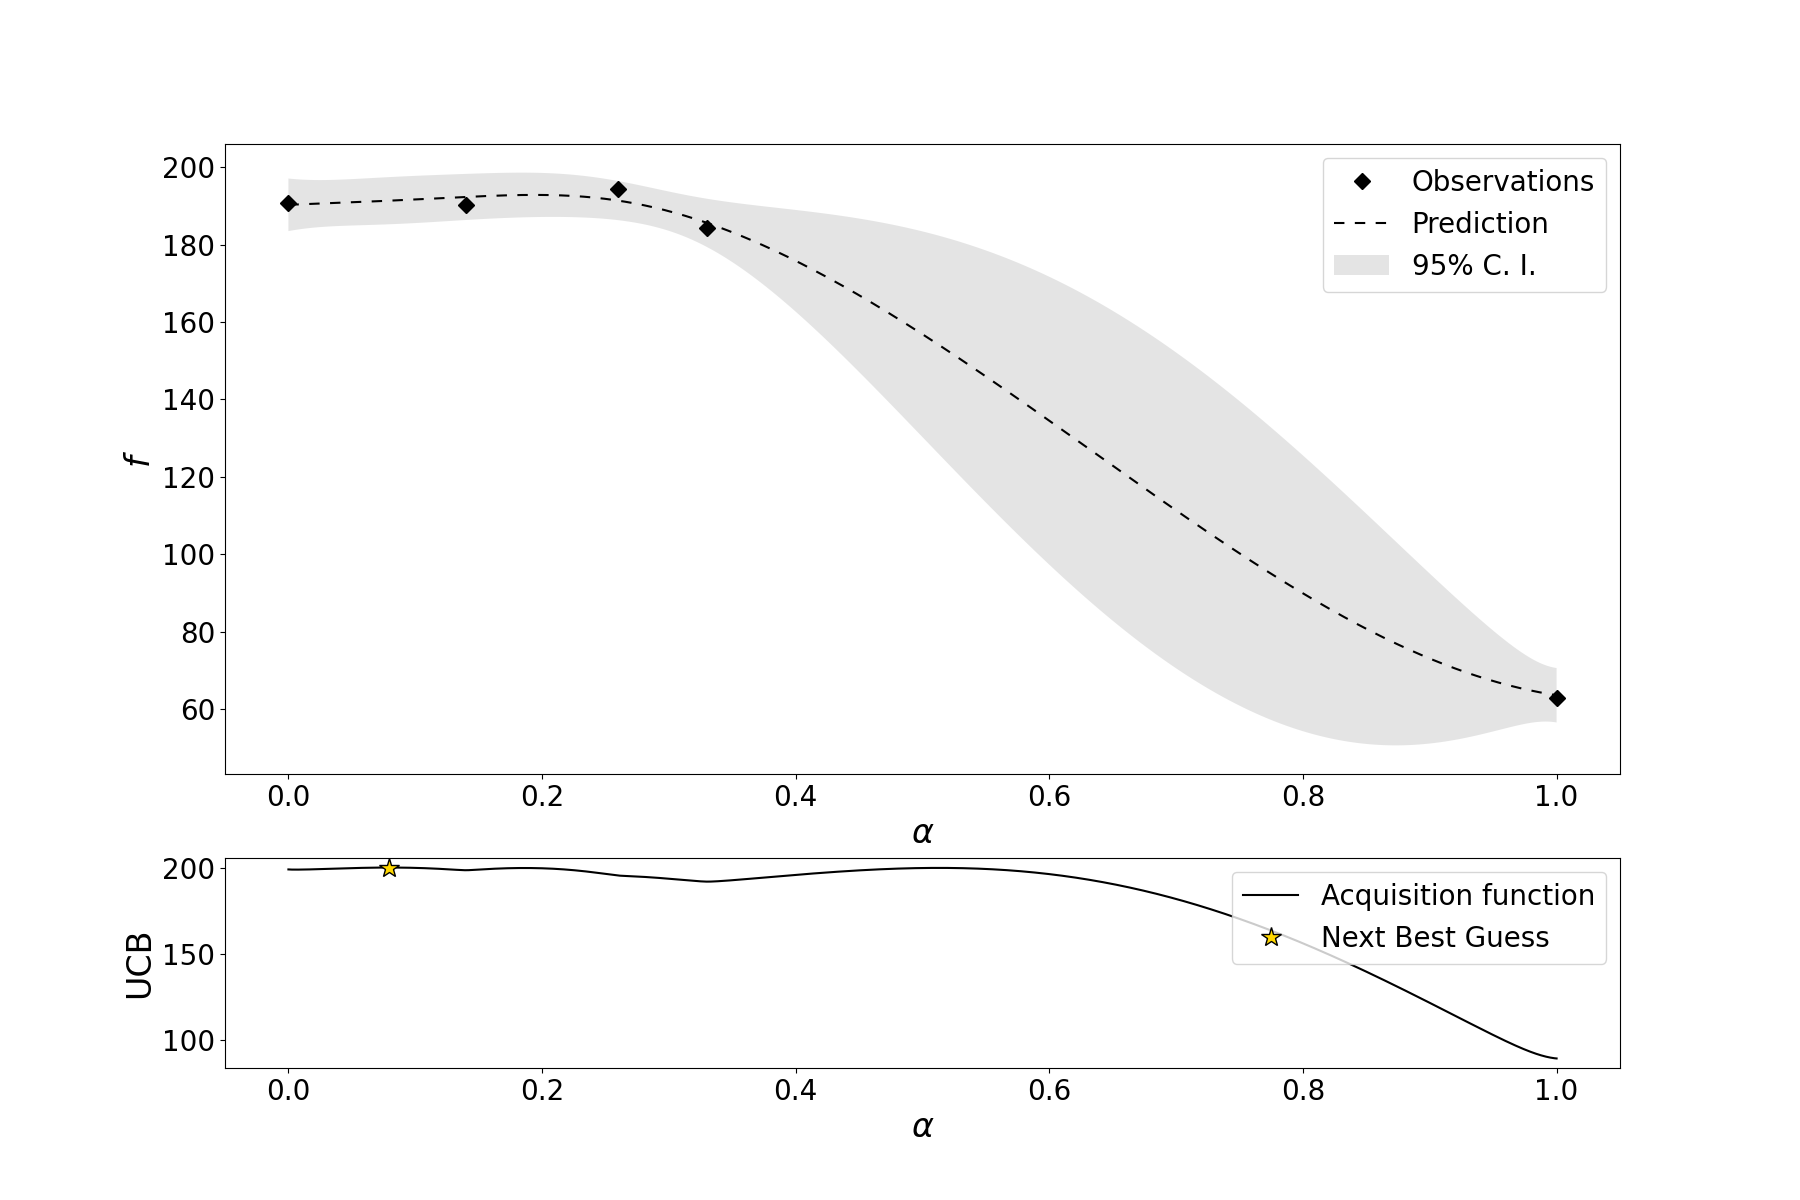 200
180
160
140
120
100
80
60
f
Observations
Prediction
95% C. I.
0.0 0.2 0.4 0.6 0.8 1.0
α
200
150
100
UCB
Acquisition function
Next Best Guess
0.0 0.2 0.4 0.6 0.8 1.0
α